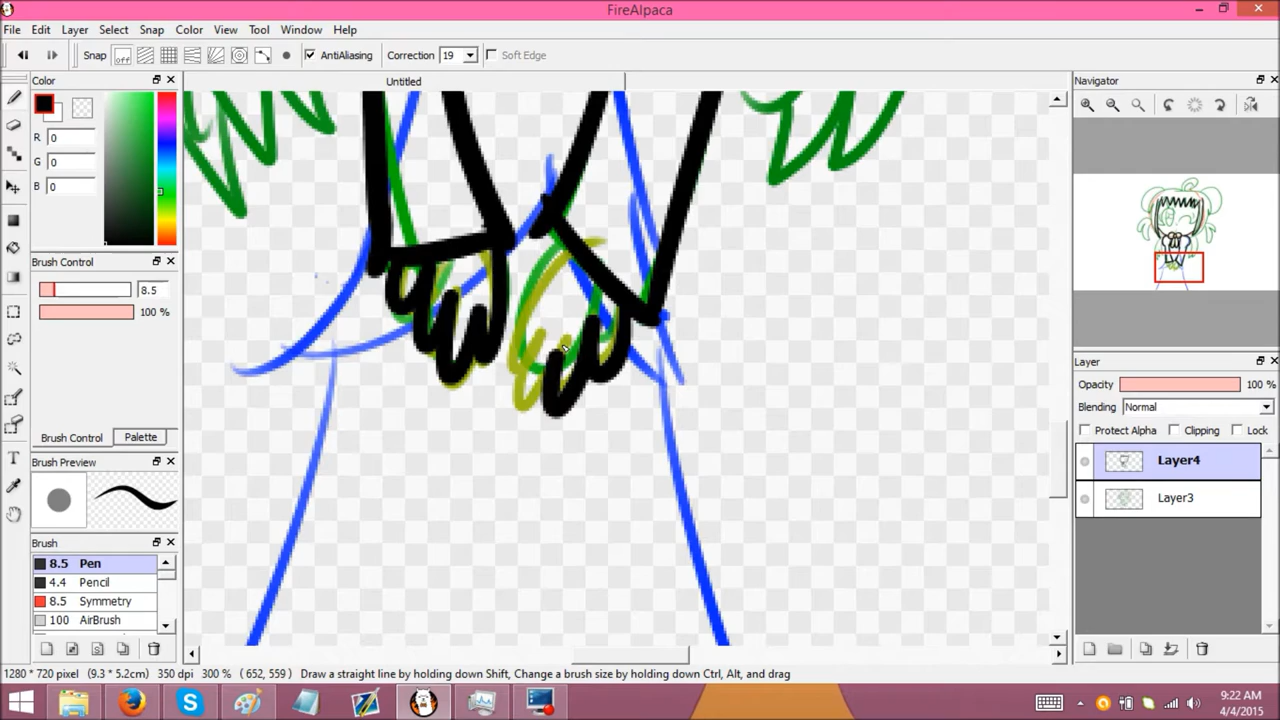 FireAlpaca
File Edit Layer Select Snap Color View Tool Window Help
Snap off AntiAliasing Correction 19 Soft Edge
Color
Untitled
Navigator
R 0
G 0
B 0
Brush Control
8.5
100 %
Brush Control Palette
Brush Preview
Brush
8.5 Pen
4.4 Pencil
8.5 Symmetry
100 AirBrush
Layer
Opacity 100 %
Blending Normal
Protect Alpha Clipping Lock
Layer4
Layer3
1280 * 720 pixel (9.3 * 5.2cm) 350 dpi 300 % ( 652, 559 ) Draw a straight line by holding down Shift, Change a brush size by holding down Ctrl, Alt, and drag
9:22 AM
4/4/2015